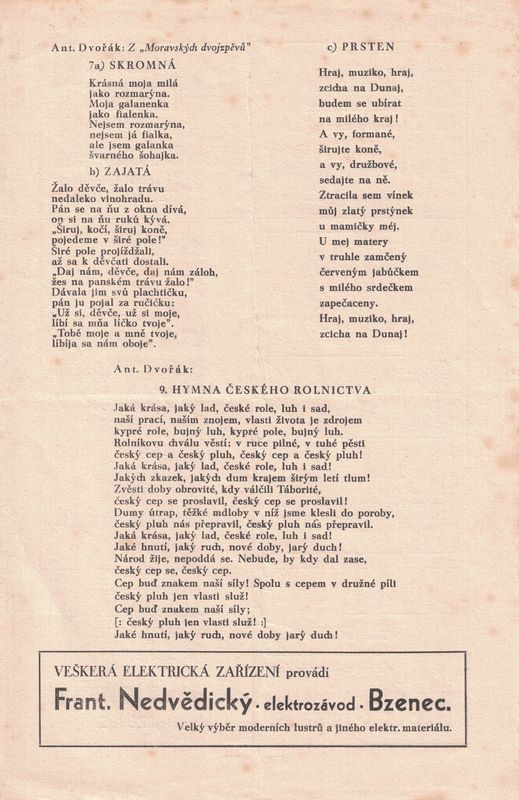 Ant. Dvořák: Z „Moravských dvojzpěvů"
7a) SKROMNÁ
Krásná moja milá
jako rozmarýna.
Moja galanenka
jako fialenka.
Nejsem rozmarýna,
nejsem já fialka,
ale jsem galanka
švarného šohajka.
b) ZAJATÁ
Žalo děvče, žalo trávu
nedaleko vinohradu.
Pán se na ňu z okna dívá,
on si na ňu rukú kývá.
„Široj, kočí, široj koně,
pojedeme v širé pole!"
Širé pole projíždžali,
až sa k děvčati dostali.
„Daj nám, děvče, daj nám záloh,
žes na panském trávu žalo!"
Dávala jim svú plachtičku,
pán ju pojal za ručičku:
„Už si, děvče, už si moje,
líbí sa mňa líčko tvoje".
„Tobě moje a mně tvoje,
líbíja sa nám oboje".
c) PRSTEN
Hraj, muziko, hraj,
zcicha na Dunaj,
budem se ubírat
na milého kraj!
A vy, formané,
širujte koně,
a vy, družbové,
sedajte na ně.
Ztracila sem vínek
můj zlatý prstýnek
u mamičky méj.
U mej matery
v truhle zamčený
červeným jabúčkem
s milého srdečkem
zapečaceny.
Hraj, muziko, hraj,
zcicha na Dunaj!
Ant. Dvořák:
9. HYMNA ČESKÉHO ROLNICTVA
Jaká krása, jaký lad, české role, luh i sad,
naší prací, naším znojem, vlasti života je zdrojem
kypré role, bujný luh, kypré pole, bujný luh.
Rolníkovu chválu věstí: v ruce pilné, v tuhé pěsti
český cep a český pluh, český cep a český pluh!
Jaká krása, jaký lad, české role, luh i sad!
Jakých zkazek, jakých dum krajem širým letí tlum!
Zvěsti doby obrovité, kdy válčili Táborité,
český cep se proslavil, český cep se proslavil!
Dumy útrap, těžké mdloby v níž jsme klesli do poroby,
český pluh nás přepravil, český pluh nás přepravil.
Jaká krása, jaký lad, české role, luh i sad!
Jaké hnutí, jaký ruch, nové doby, jarý duch!
Národ žije, nepoddá se. Nebude, by kdy dal zase,
český cep se, český cep.
Cep buď znakem naší síly! Spolu s cepem v družné píli
český pluh jen vlasti služ!
Cep buď znakem naší síly;
[: český pluh jen vlasti služ! :]
Jaké hnutí, jaký ruch, nové doby jarý duch!
VEŠKERÁ ELEKTRICKÁ ZAŘÍZENÍ provádí
Frant. Nedvědický · elektrozávod · Bzenec.
Velký výběr moderních lustrů a jiného elektr. materiálu.